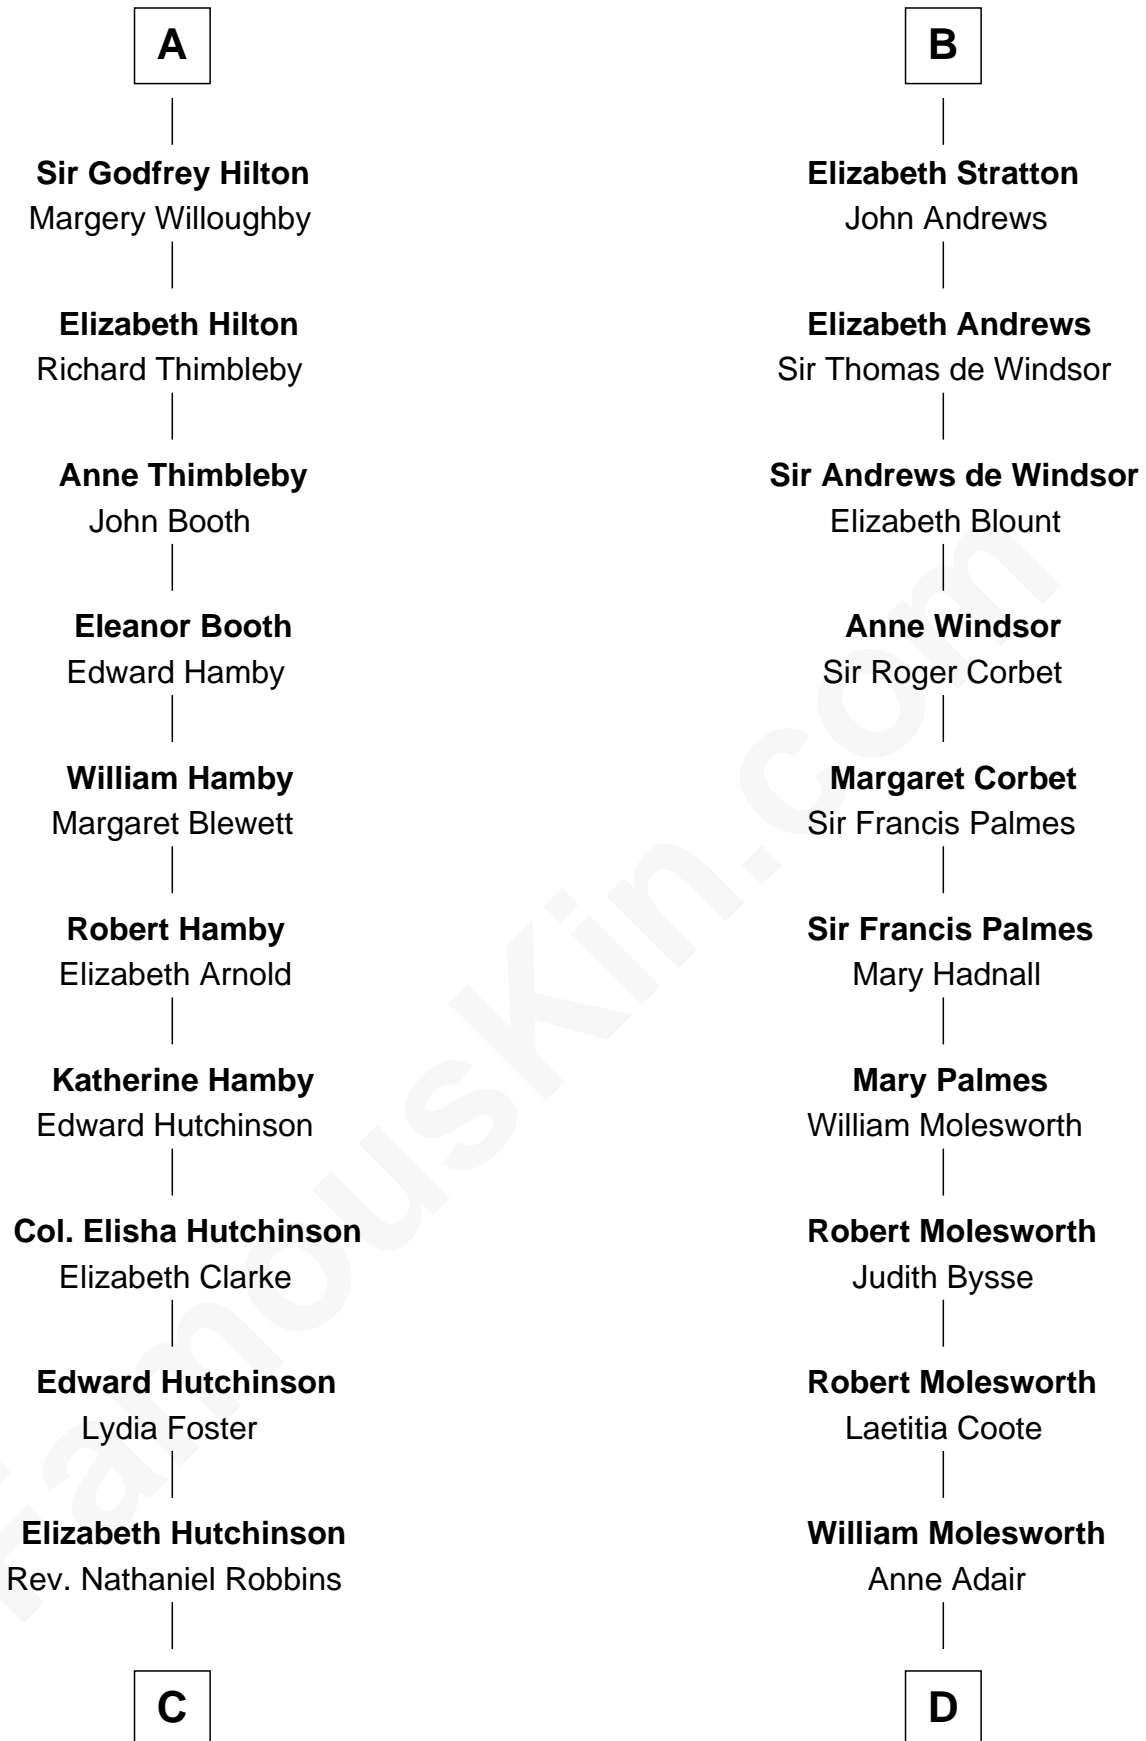 A
Sir Godfrey Hilton
Margery Willoughby
Elizabeth Hilton
Richard Thimbleby
Anne Thimbleby
John Booth
Eleanor Booth
Edward Hamby
William Hamby
Margaret Blewett
Robert Hamby
Elizabeth Arnold
Katherine Hamby
Edward Hutchinson
Col. Elisha Hutchinson
Elizabeth Clarke
Edward Hutchinson
Lydia Foster
Elizabeth Hutchinson
Rev. Nathaniel Robbins
C
B
Elizabeth Stratton
John Andrews
Elizabeth Andrews
Sir Thomas de Windsor
Sir Andrews de Windsor
Elizabeth Blount
Anne Windsor
Sir Roger Corbet
Margaret Corbet
Sir Francis Palmes
Sir Francis Palmes
Mary Hadnall
Mary Palmes
William Molesworth
Robert Molesworth
Judith Bysse
Robert Molesworth
Laetitia Coote
William Molesworth
Anne Adair
D
FamousKin.com